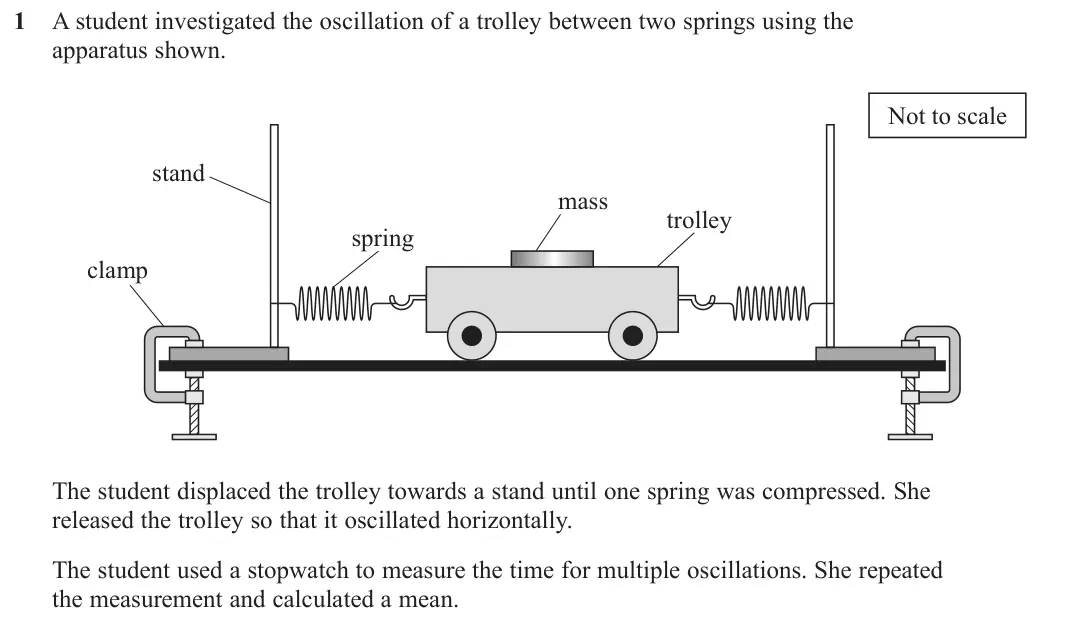 1 A student investigated the oscillation of a trolley between two springs using the
apparatus shown.
Not to scale
stand
mass
trolley
spring
clamp
The student displaced the trolley towards a stand until one spring was compressed. She
released the trolley so that it oscillated horizontally.
The student used a stopwatch to measure the time for multiple oscillations. She repeated
the measurement and calculated a mean.